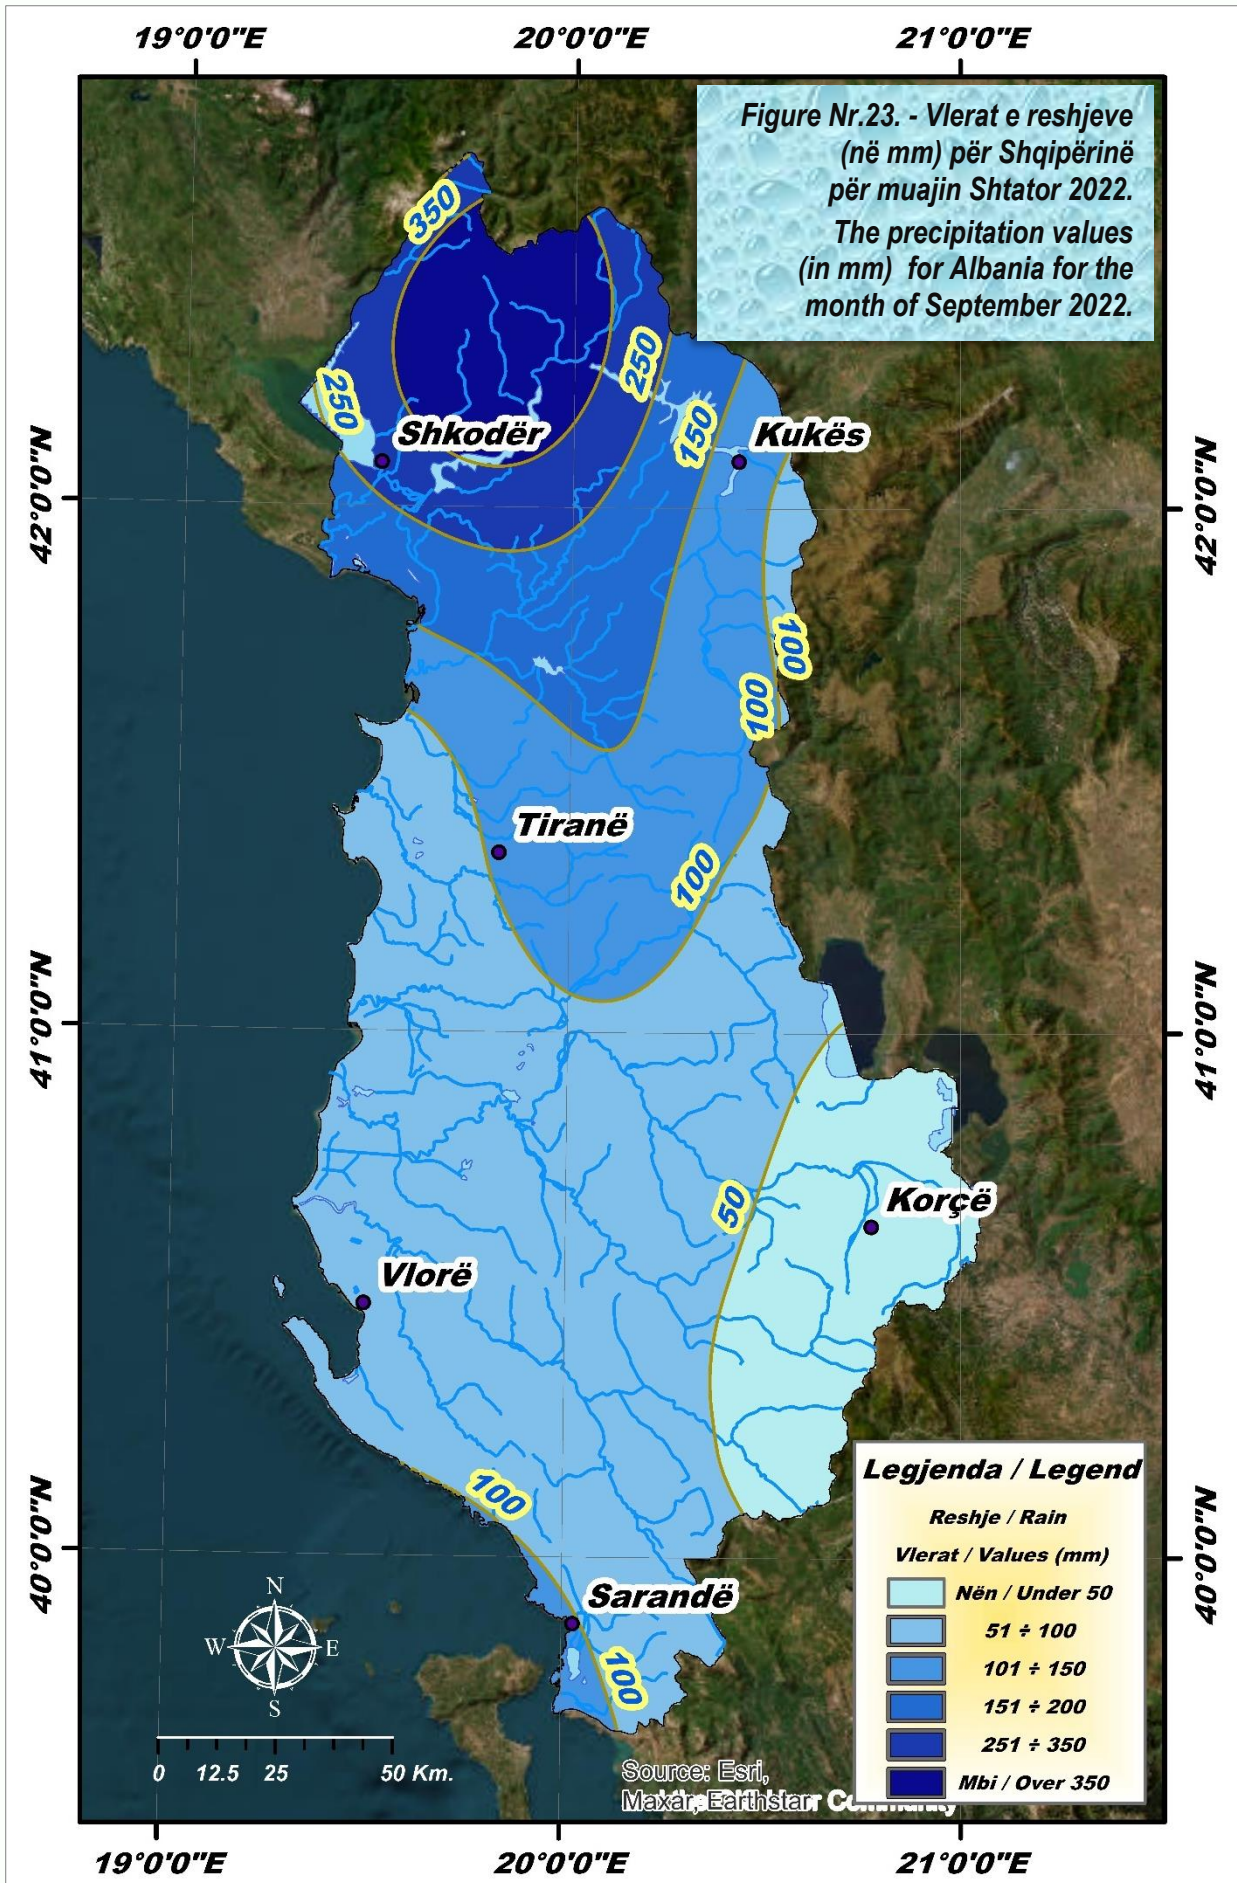 19°0'0"E 20°0'0"E 21°0'0"E
Figure Nr.23. - Vlerat e reshjeve
(në mm) për Shqipërinë
për muajin Shtator 2022.
The precipitation values
(in mm) for Albania for the
month of September 2022.
350
250
250
150
Shkodër
Kukës
42°0'0"N
42°0'0"N
100
100
Tiranë
100
41°0'0"N
41°0'0"N
50
Korçë
Vlorë
100
40°0'0"N
40°0'0"N
Sarandë
100
N
W E
S
0 12.5 25 50 Km.
Legjenda / Legend
Reshje / Rain
Vlerat / Values (mm)
Nën / Under 50
51 ÷ 100
101 ÷ 150
151 ÷ 200
251 ÷ 350
Mbi / Over 350
Source: Esri,
Maxar, Earthstar
19°0'0"E 20°0'0"E 21°0'0"E